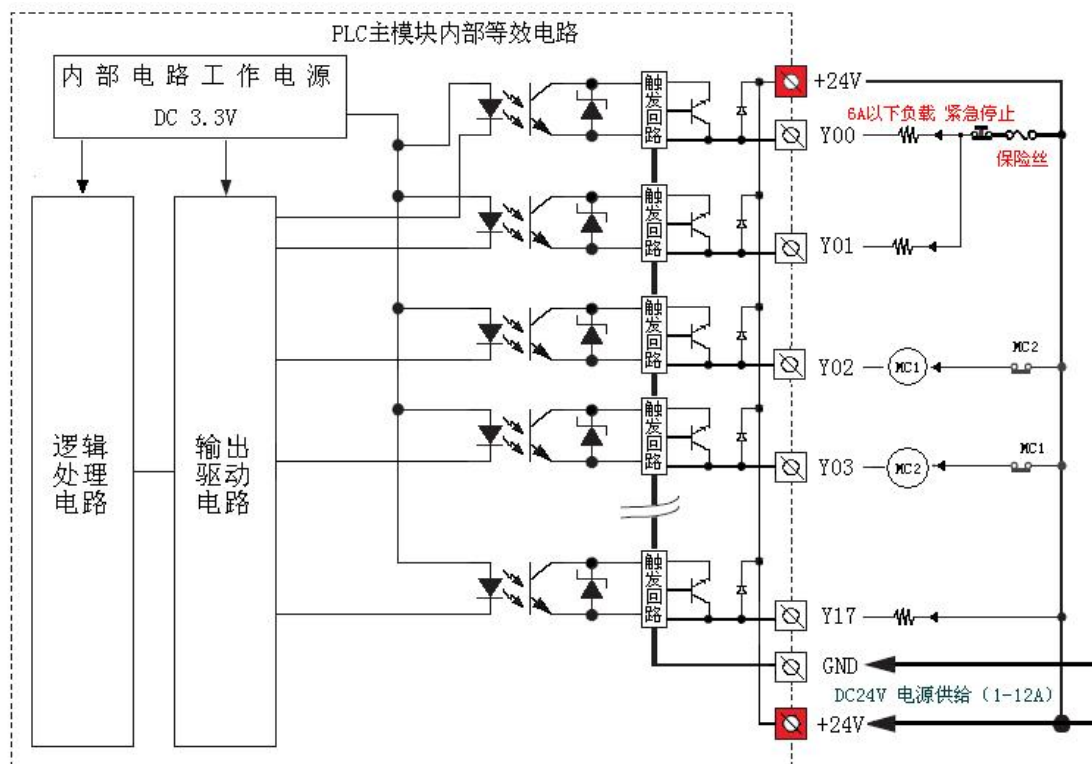 PLC主模块内部等效电路
内部电路工作电源
DC 3.3V
触发回路
+24V
6A以下负载 紧急停止
Y00
保险丝
触发回路
Y01
触发回路
MC2
Y02
MC1
触发回路
MC1
Y03
MC2
逻辑
处理
电路
输出
驱动
电路
触发回路
Y17
GND
DC24V 电源供给（1-12A）
+24V